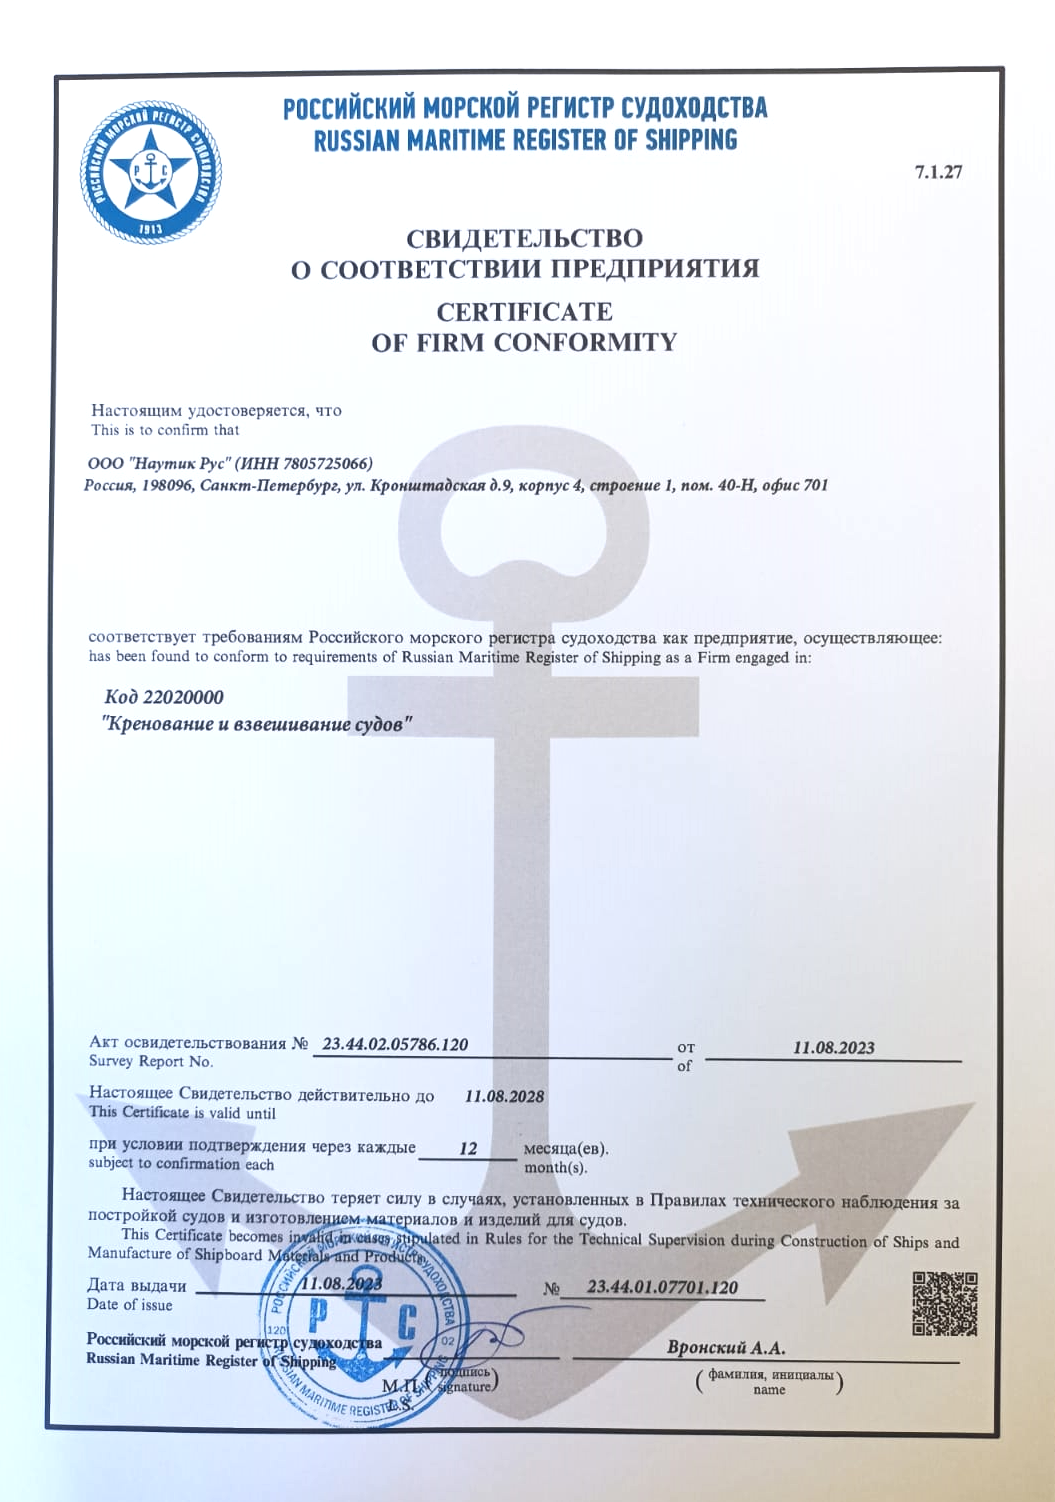 РОССИЙСКИЙ МОРСКОЙ РЕГИСТР СУДОХОДСТВА
RUSSIAN MARITIME REGISTER OF SHIPPING
РОССИЙСКИЙ МОРСКОЙ РЕГИСТР СУДОХОДСТВА
Р С
1913
7.1.27
СВИДЕТЕЛЬСТВО
О СООТВЕТСТВИИ ПРЕДПРИЯТИЯ
CERTIFICATE
OF FIRM CONFORMITY
Настоящим удостоверяется, что
This is to confirm that
ООО "Наутик Рус" (ИНН 7805725066)
Россия, 198096, Санкт-Петербург, ул. Кронштадская д.9, корпус 4, строение 1, пом. 40-Н, офис 701
соответствует требованиям Российского морского регистра судоходства как предприятие, осуществляющее:
has been found to conform to requirements of Russian Maritime Register of Shipping as a Firm engaged in:
Код 22020000
"Кренование и взвешивание судов"
Акт освидетельствования № 23.44.02.05786.120 от 11.08.2023
Survey Report No. of
Настоящее Свидетельство действительно до 11.08.2028
This Certificate is valid until
при условии подтверждения через каждые 12 месяца(ев).
subject to confirmation each month(s).
Настоящее Свидетельство теряет силу в случаях, установленных в Правилах технического наблюдения за
постройкой судов и изготовлением материалов и изделий для судов.
This Certificate becomes invalid in cases stipulated in Rules for the Technical Supervision during Construction of Ships and
Manufacture of Shipboard Materials and Products.
Дата выдачи 11.08.2023 № 23.44.01.07701.120
Date of issue
Российский морской регистр судоходства Вронский А.А.
Russian Maritime Register of Shipping
М.П. (подпись) (фамилия, инициалы)
L.S. signature name
РОССИЙСКИЙ МОРСКОЙ РЕГИСТР СУДОХОДСТВА
Р С
120 02
RUSSIAN MARITIME REGISTER OF SHIPPING